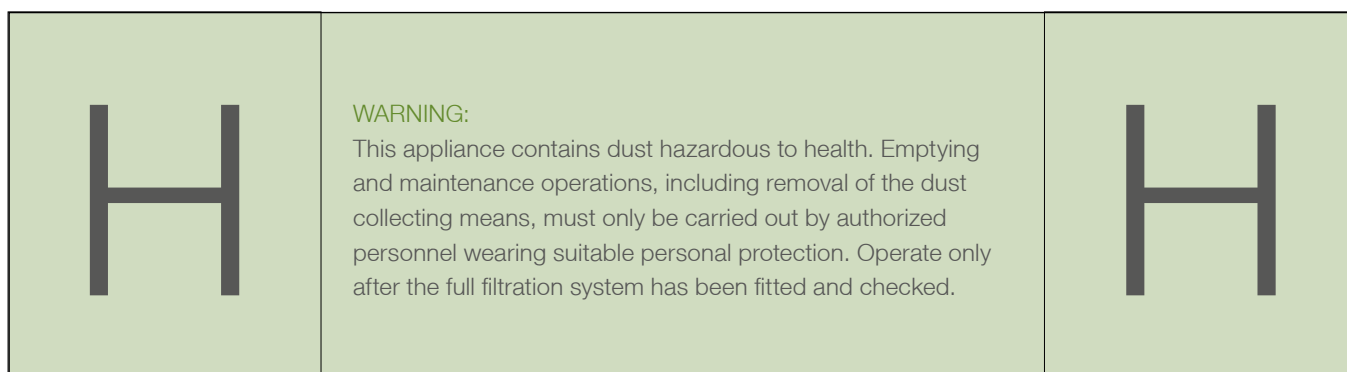 H
WARNING:
This appliance contains dust hazardous to health. Emptying
and maintenance operations, including removal of the dust
collecting means, must only be carried out by authorized
personnel wearing suitable personal protection. Operate only
after the full filtration system has been fitted and checked.
H